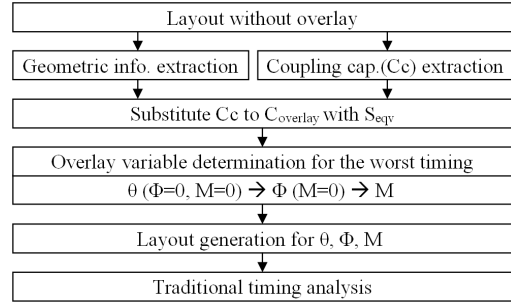 Layout without overlay
Geometric info. extraction
Coupling cap.(Cc) extraction
Substitute Cc to Coverlay with Seqv
Overlay variable determination for the worst timing
θ (Φ=0, M=0) → Φ (M=0) → M
Layout generation for θ, Φ, M
Traditional timing analysis